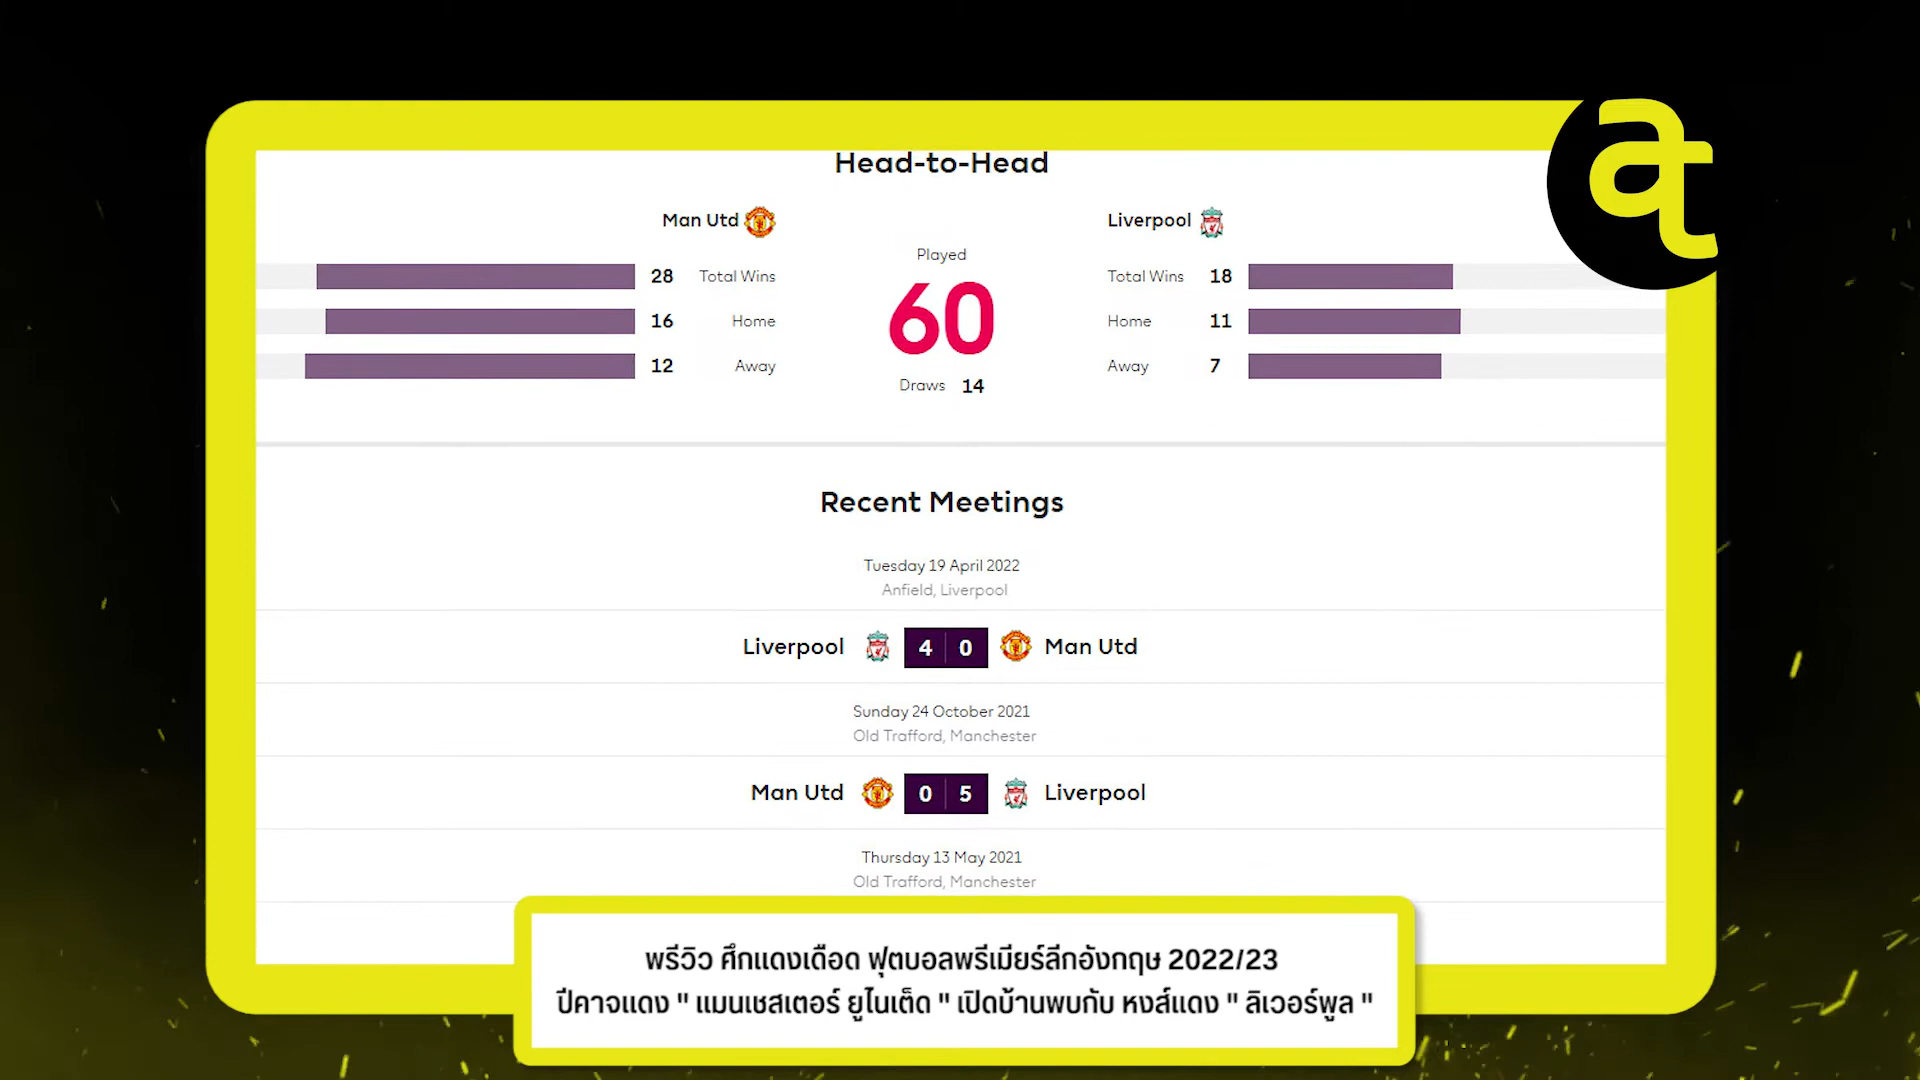 at
Head-to-Head
Man Utd
Liverpool
Played
60
Draws 14
28 Total Wins
16 Home
12 Away
Total Wins 18
Home 11
Away 7
Recent Meetings
Tuesday 19 April 2022
Anfield, Liverpool
Liverpool 4 0 Man Utd
Sunday 24 October 2021
Old Trafford, Manchester
Man Utd 0 5 Liverpool
Thursday 13 May 2021
Old Trafford, Manchester
พรีวิว ศึกแดงเดือด ฟุตบอลพรีเมียร์ลีกอังกฤษ 2022/23
ปีศาจแดง " แมนเชสเตอร์ ยูไนเต็ด " เปิดบ้านพบกับ หงส์แดง " ลิเวอร์พูล "